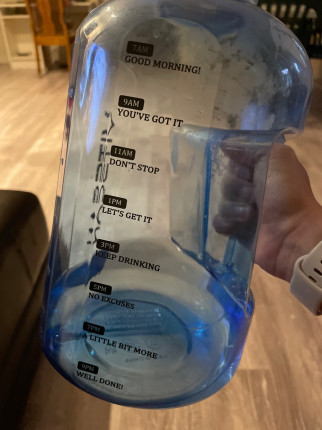 7AM
GOOD MORNING!
9AM
YOU'VE GOT IT
11AM
DON'T STOP
1PM
LET'S GET IT
3PM
KEEP DRINKING
5PM
NO EXCUSES
7PM
A LITTLE BIT MORE
9PM
WELL DONE!